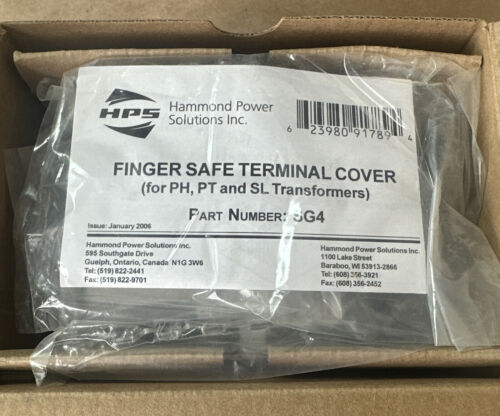 HPS
Hammond Power
Solutions Inc.
6 23980 91789 4
FINGER SAFE TERMINAL COVER
(for PH, PT and SL Transformers)
PART NUMBER: SG4
Issue: January 2006
Hammond Power Solutions Inc.
595 Southgate Drive
Guelph, Ontario, Canada N1G 3W6
Tel: (519) 822-2441
Fax: (519) 822-9701
Hammond Power Solutions Inc.
1100 Lake Street
Baraboo, WI 53913-2866
Tel: (608) 356-3921
Fax: (608) 356-2452